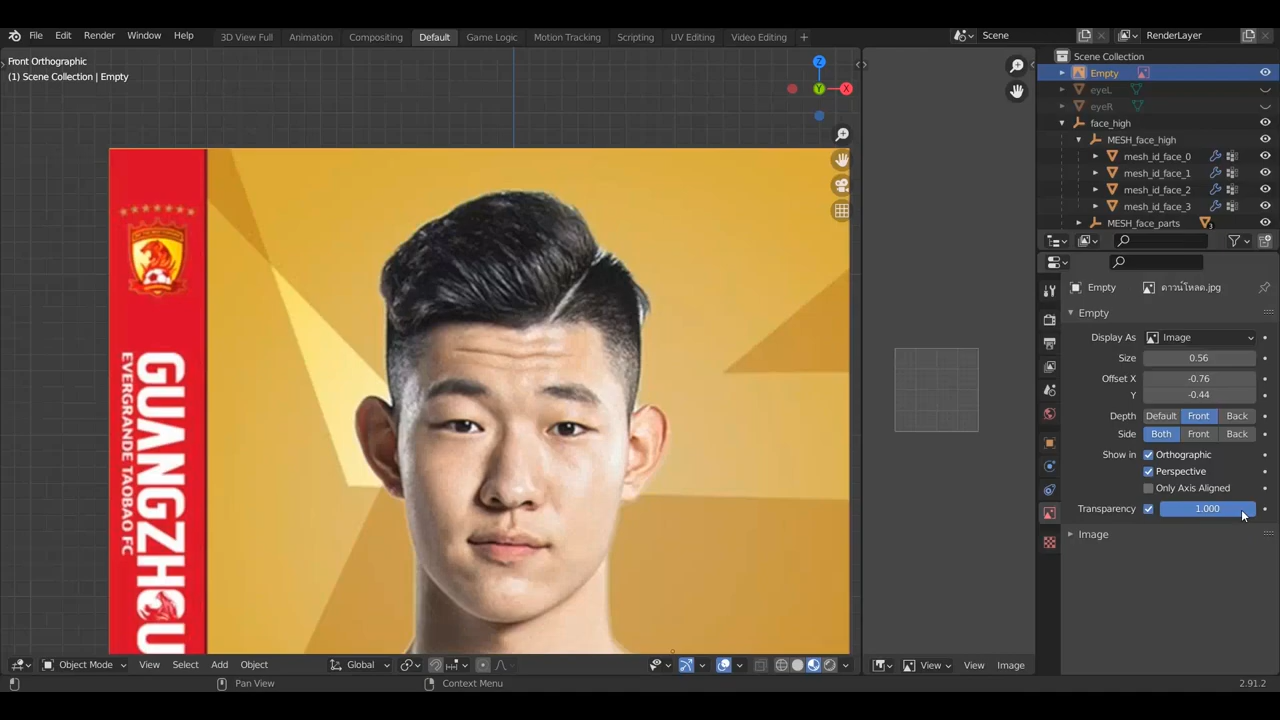 File Edit Render Window Help 3D View Full Animation Compositing Default Game Logic Motion Tracking Scripting UV Editing Video Editing + Scene RenderLayer
Front Orthographic
(1) Scene Collection | Empty
Z
Y
X
GUANGZHOU
EVERGRANDE TAOBAO FC
Scene Collection
Empty
eyeL
eyeR
face_high
MESH_face_high
mesh_id_face_0
mesh_id_face_1
mesh_id_face_2
mesh_id_face_3
MESH_face_parts 3
Empty ดาวน์โหลด.jpg
Empty
Display As Image
Size 0.56
Offset X -0.76
Y -0.44
Depth Default Front Back
Side Both Front Back
Show in Orthographic
Perspective
Only Axis Aligned
Transparency 1.000
Image
Object Mode View Select Add Object Global View View Image
Pan View Context Menu 2.91.2